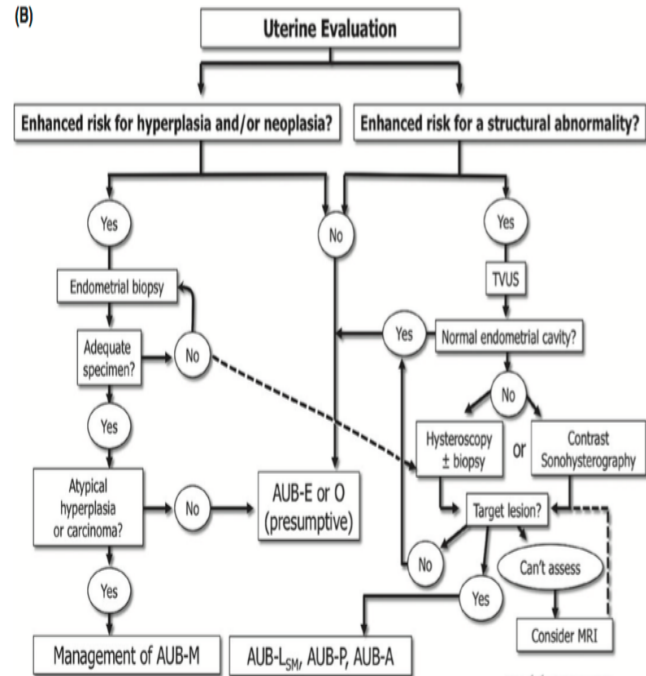 (B)
Uterine Evaluation
Enhanced risk for hyperplasia and/or neoplasia?
Enhanced risk for a structural abnormality?
Yes
No
Yes
Endometrial biopsy
TVUS
Adequate
specimen?
No
Yes
Normal endometrial cavity?
Yes
No
Hysteroscopy
± biopsy
or
Contrast
Sonohysterography
Atypical
hyperplasia
or carcinoma?
No
AUB-E or O
(presumptive)
Target lesion?
No
Yes
Can't assess
Yes
Consider MRI
Management of AUB-M
AUB-LSM, AUB-P, AUB-A